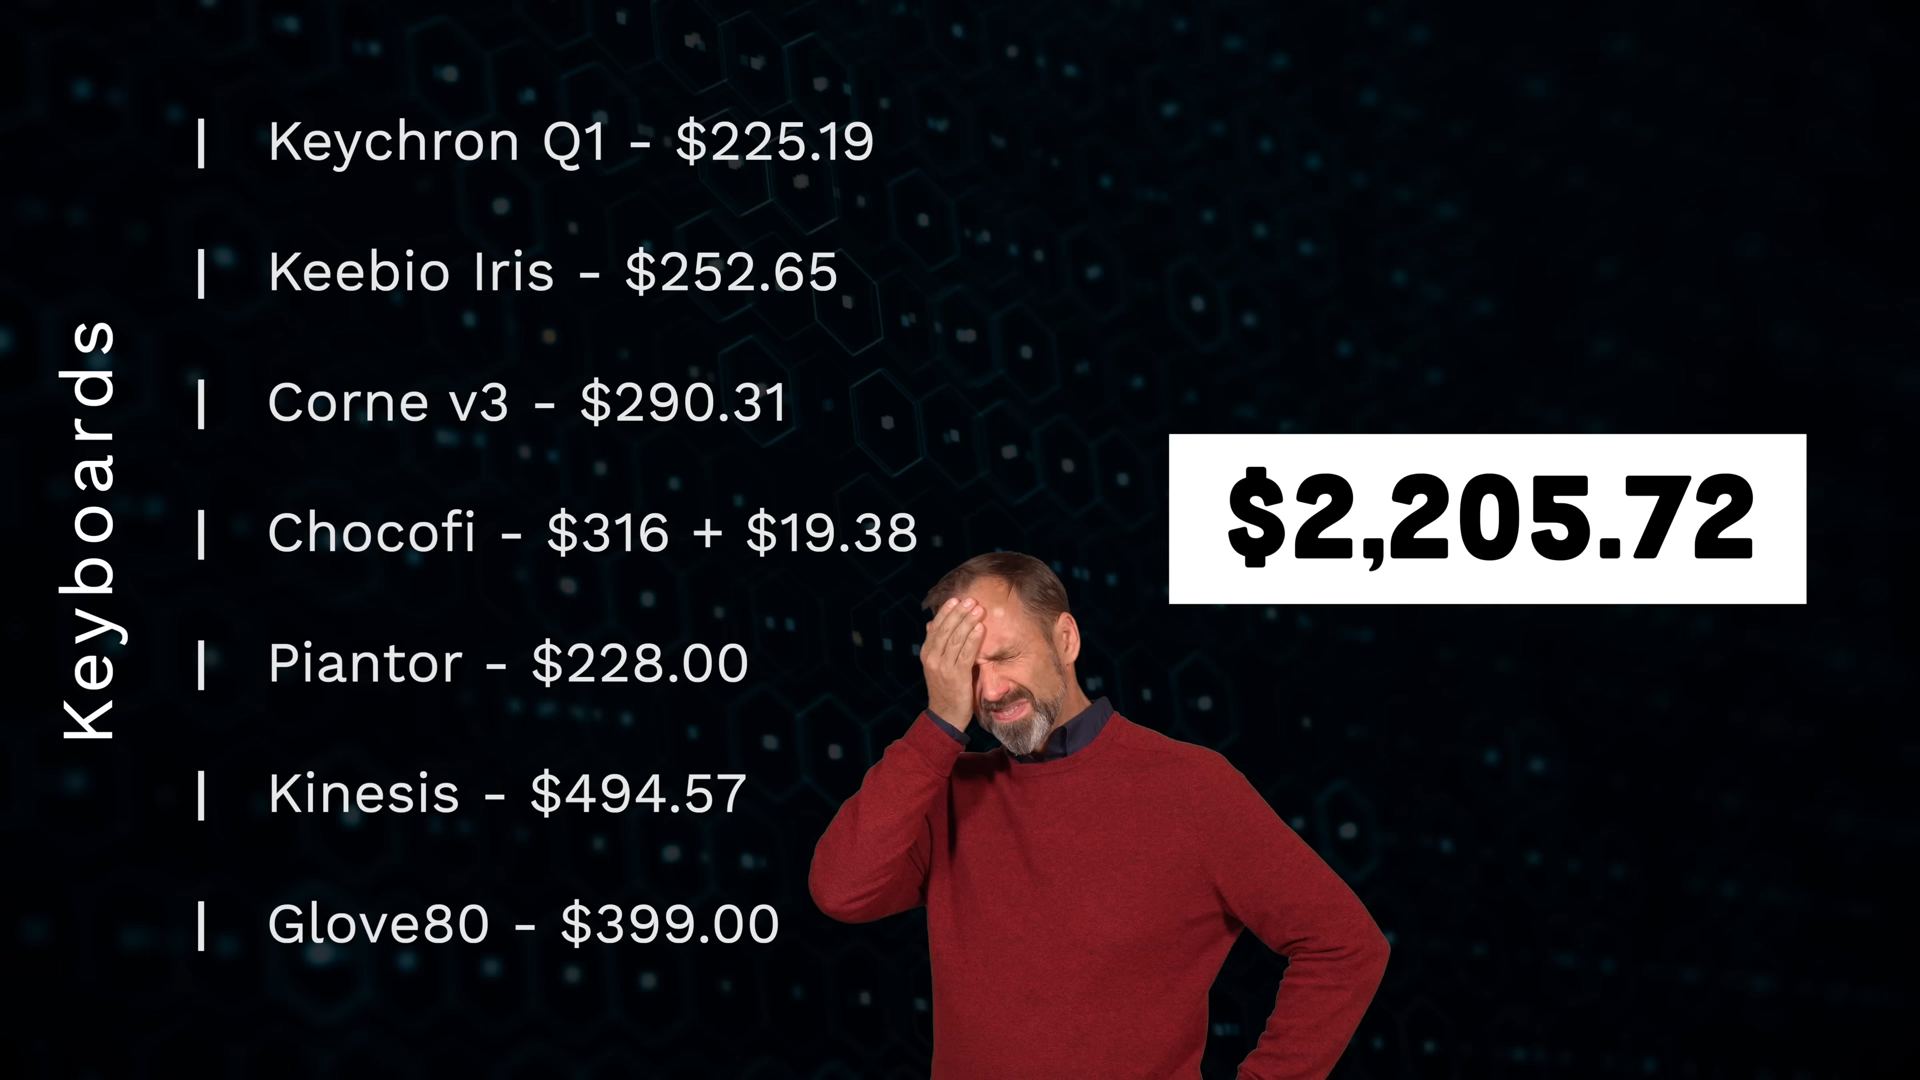 Keyboards
| Keychron Q1 - $225.19
| Keebio Iris - $252.65
| Corne v3 - $290.31
| Chocofi - $316 + $19.38
| Piantor - $228.00
| Kinesis - $494.57
| Glove80 - $399.00
$2,205.72